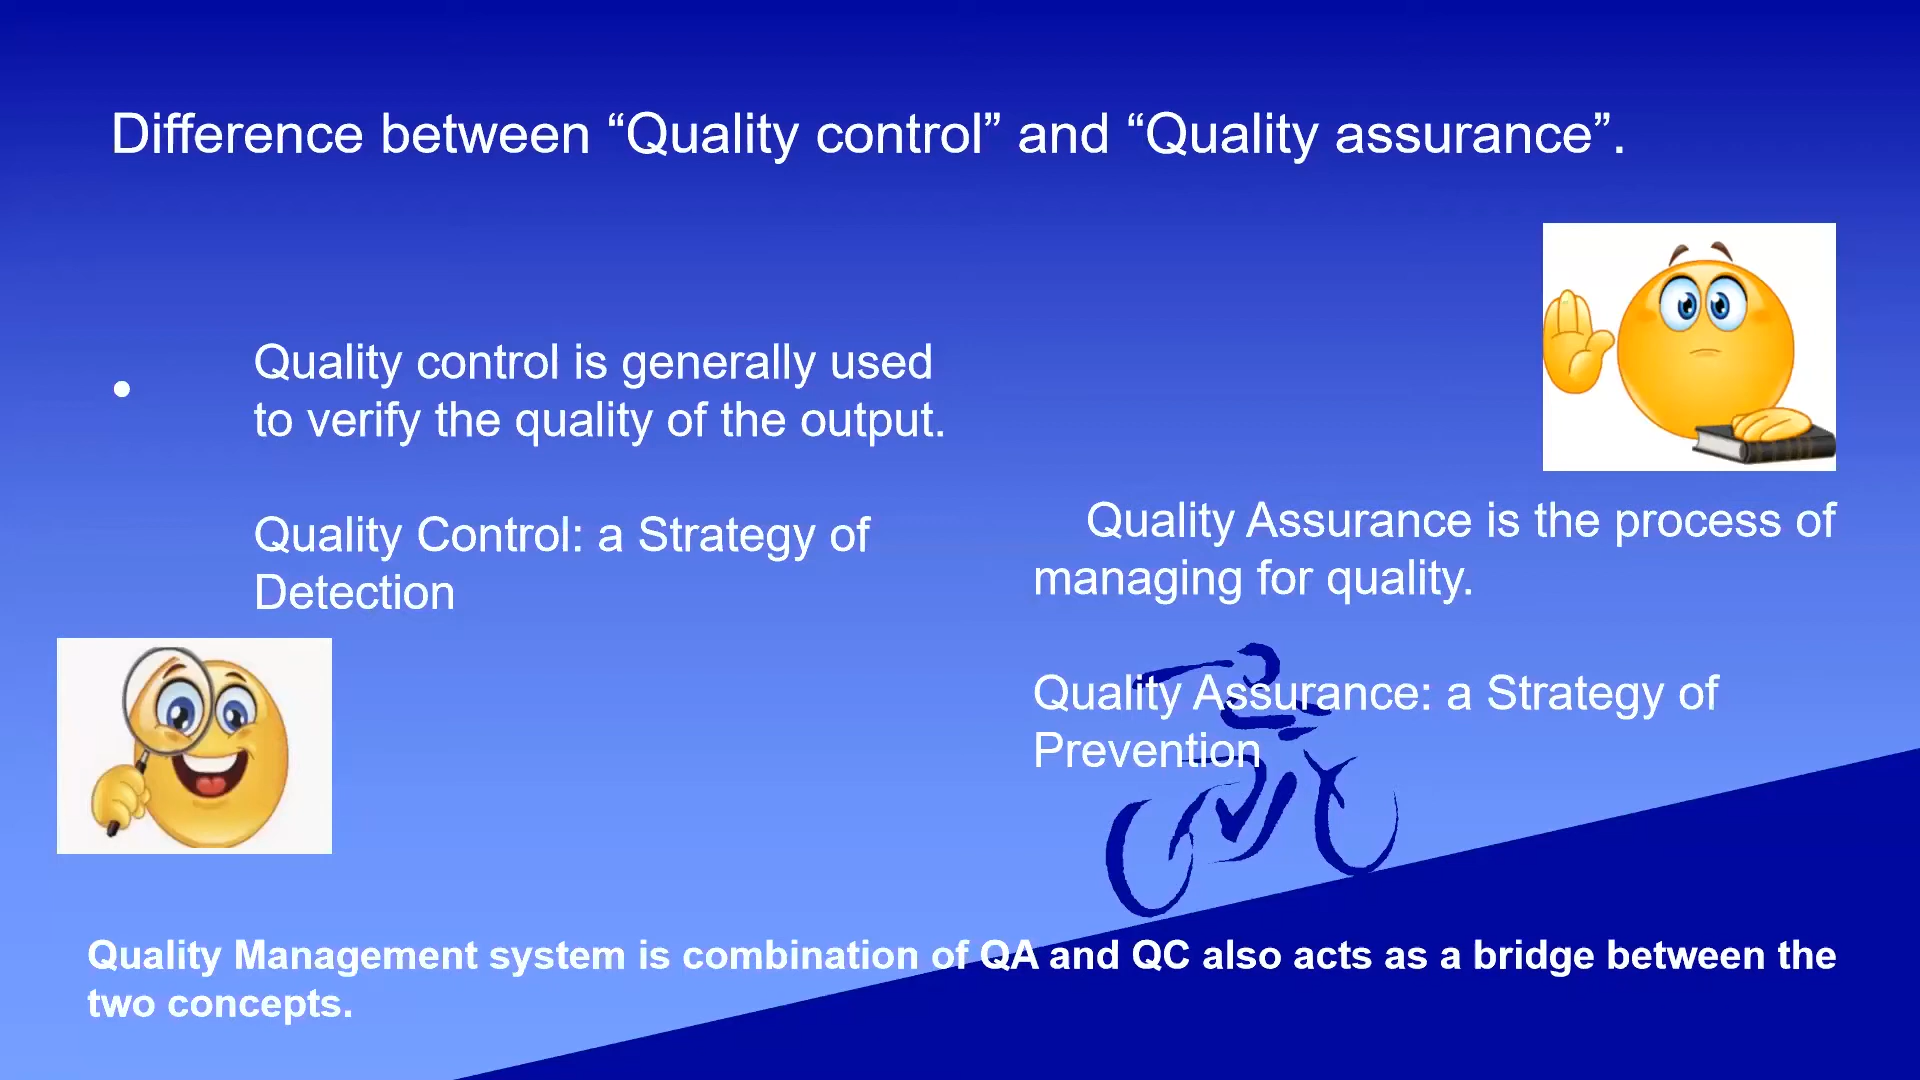 Difference between “Quality control” and “Quality assurance”.
• Quality control is generally used
to verify the quality of the output.
Quality Control: a Strategy of
Detection
Quality Assurance is the process of
managing for quality.
Quality Assurance: a Strategy of
Prevention
Quality Management system is combination of QA and QC also acts as a bridge between the
two concepts.